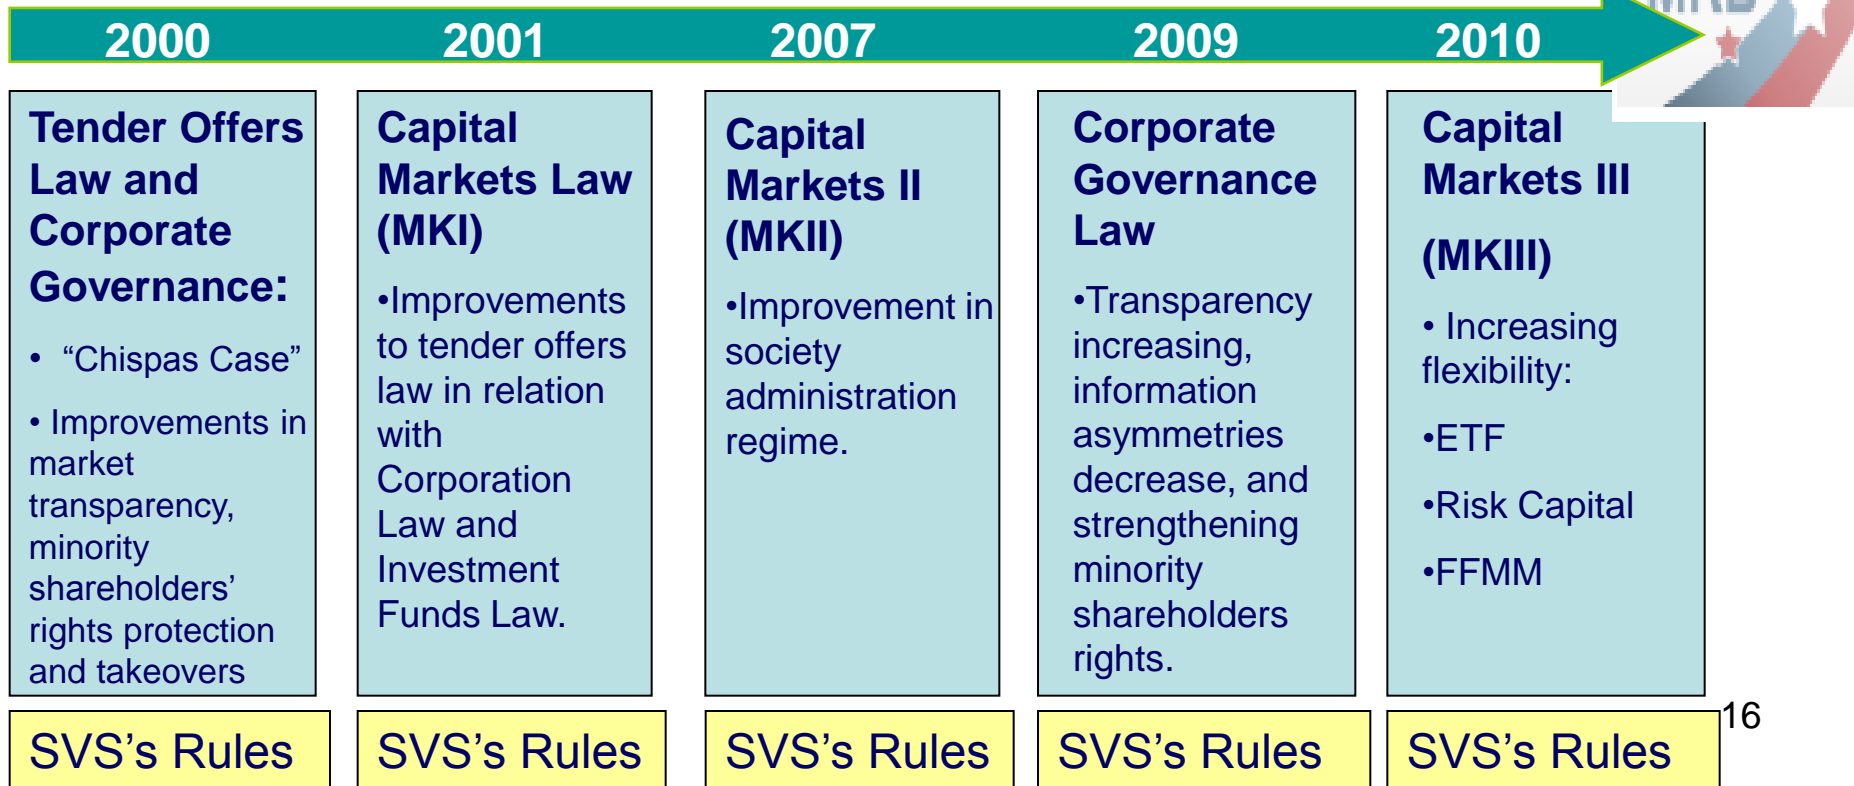 2000 2001 2007 2009 2010
Tender Offers
Law and
Corporate
Governance:
• “Chispas Case”
• Improvements in
market
transparency,
minority
shareholders’
rights protection
and takeovers
Capital
Markets Law
(MKI)
•Improvements
to tender offers
law in relation
with
Corporation
Law and
Investment
Funds Law.
Capital
Markets II
(MKII)
•Improvement in
society
administration
regime.
Corporate
Governance
Law
•Transparency
increasing,
information
asymmetries
decrease, and
strengthening
minority
shareholders
rights.
Capital
Markets III
(MKIII)
• Increasing
flexibility:
•ETF
•Risk Capital
•FFMM
SVS’s Rules SVS’s Rules SVS’s Rules SVS’s Rules SVS’s Rules
16